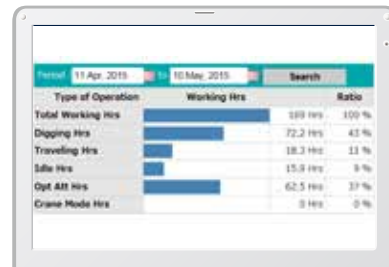 Period 11 Apr. 2015 to 10 May, 2015 Search
Type of Operation Working Hrs Ratio
Total Working Hrs 169 Hrs 100 %
Digging Hrs 72.2 Hrs 43 %
Traveling Hrs 18.3 Hrs 11 %
Idle Hrs 15.9 Hrs 9 %
Opt Att Hrs 62.5 Hrs 37 %
Crane Mode Hrs 0 Hrs 0 %